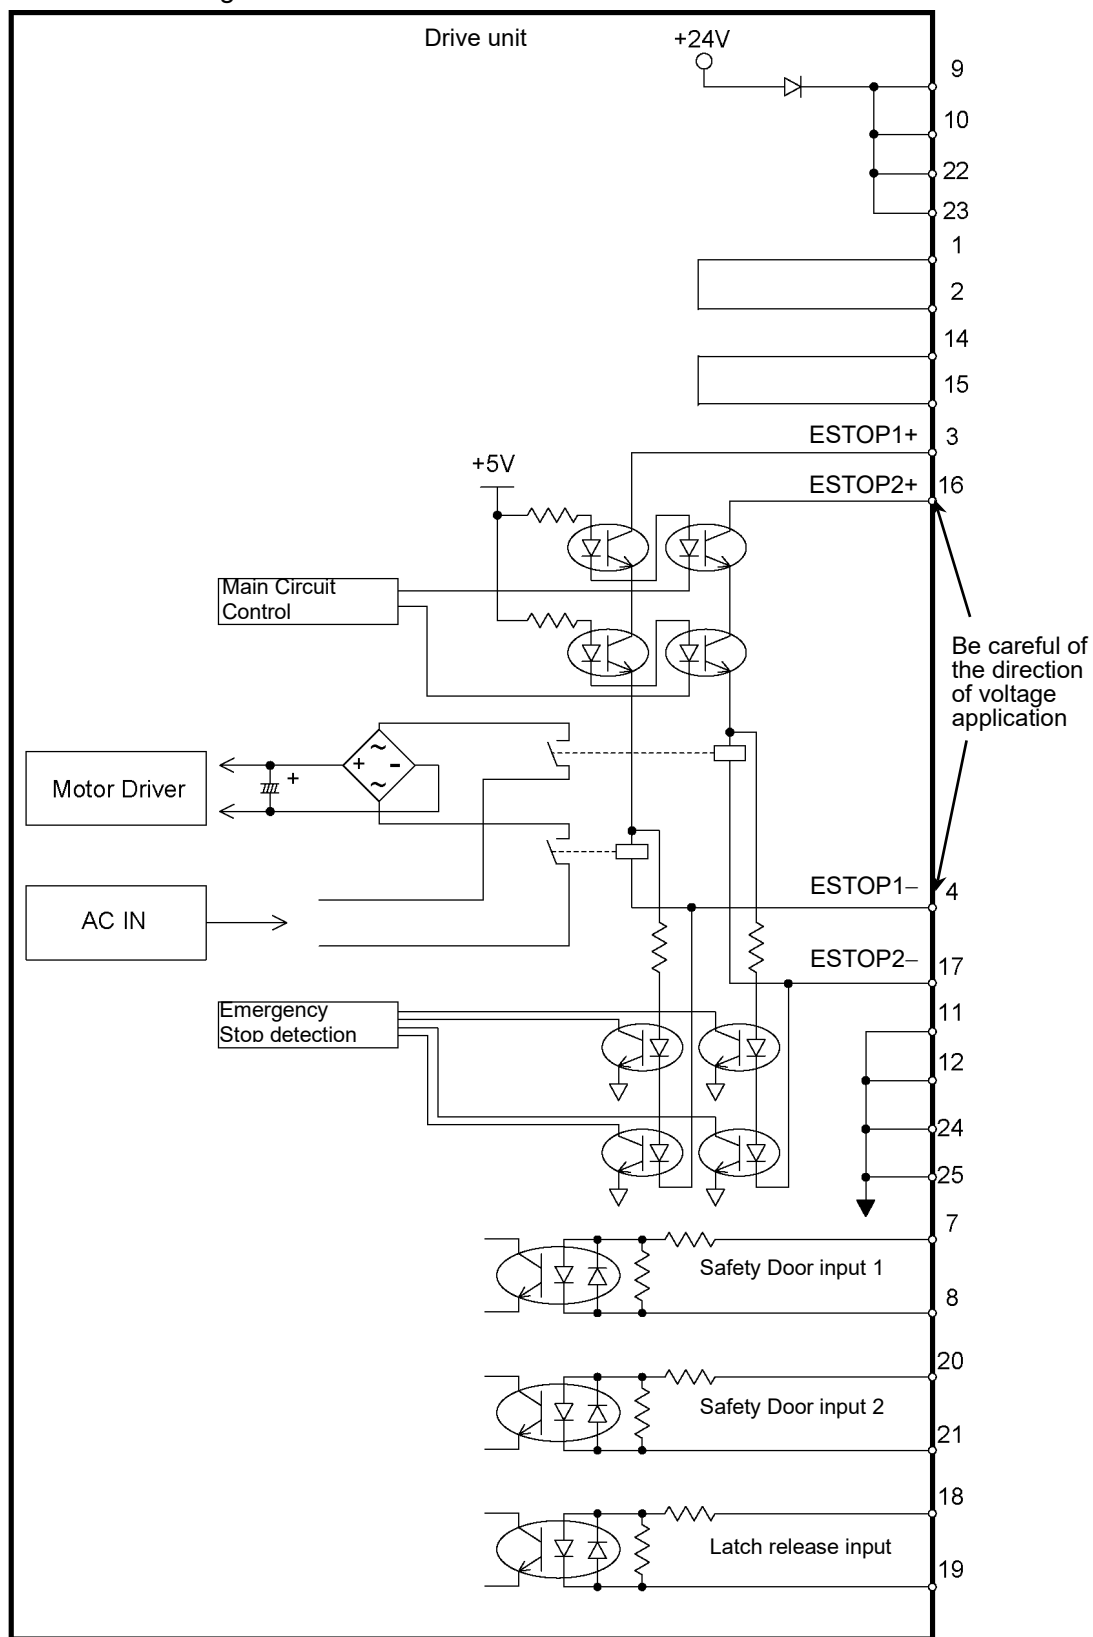 Drive unit
+24V
9
10
22
23
1
2
14
15
ESTOP1+ 3
+5V
ESTOP2+ 16
Main Circuit
Control
Be careful of
the direction
of voltage
application
~
+ -
~
+
Motor Driver
ESTOP1– 4
AC IN
ESTOP2– 17
Emergency
Stop detection
11
12
24
25
7
Safety Door input 1
8
20
Safety Door input 2
21
18
Latch release input
19